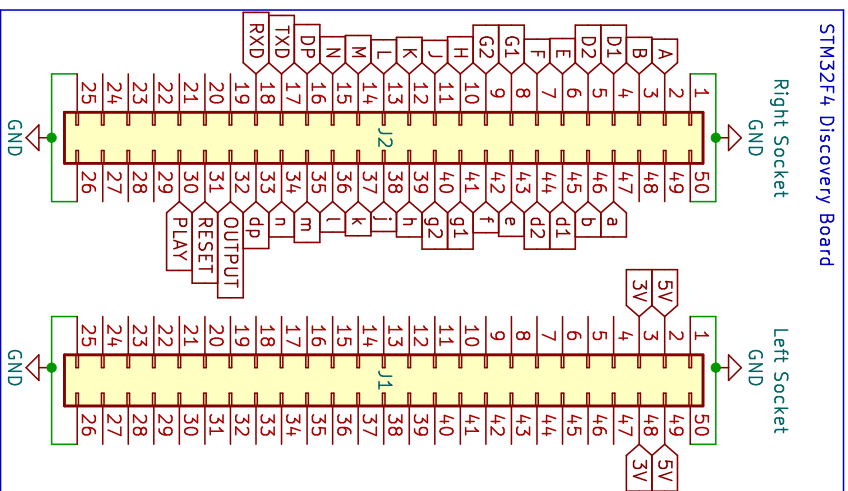 STM32F4 Discovery Board
Right Socket
GND
1 50
A 2 49
B 3 48
D1 4 47 a
D2 5 46 b
E 6 45 d1
F 7 44 d2
G1 8 43 e
G2 9 42 f
H 10 41 g1
J 11 40 g2
K 12 39 h
L 13 J2 38 j
M 14 37 k
N 15 36 l
DP 16 35 m
TXD 17 34 n
RXD 18 33 dp
19 32 OUTPUT
20 31 RESET
21 30 PLAY
22 29
23 28
24 27
25 26
GND
Left Socket
GND
1 50
5V 2 49 5V
3V 3 48 3V
4 47
5 46
6 45
7 44
8 43
9 42
10 41
11 40
12 39
13 J1 38
14 37
15 36
16 35
17 34
18 33
19 32
20 31
21 30
22 29
23 28
24 27
25 26
GND